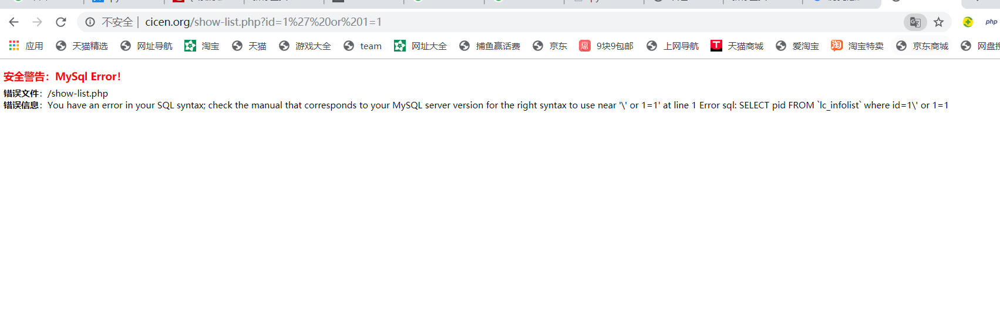 不安全 | cicen.org/show-list.php?id=1%27%20or%201=1
php
应用 天猫精选 网址导航 淘宝 天猫 游戏大全 team 网址大全 捕鱼赢话费 京东 惠 9块9包邮 上网导航 T 天猫商城 爱淘宝 淘 淘宝特卖 京东商城
安全警告：MySql Error！
错误文件：/show-list.php
错误信息：You have an error in your SQL syntax; check the manual that corresponds to your MySQL server version for the right syntax to use near '\' or 1=1' at line 1 Error sql: SELECT pid FROM `lc_infolist` where id=1\' or 1=1